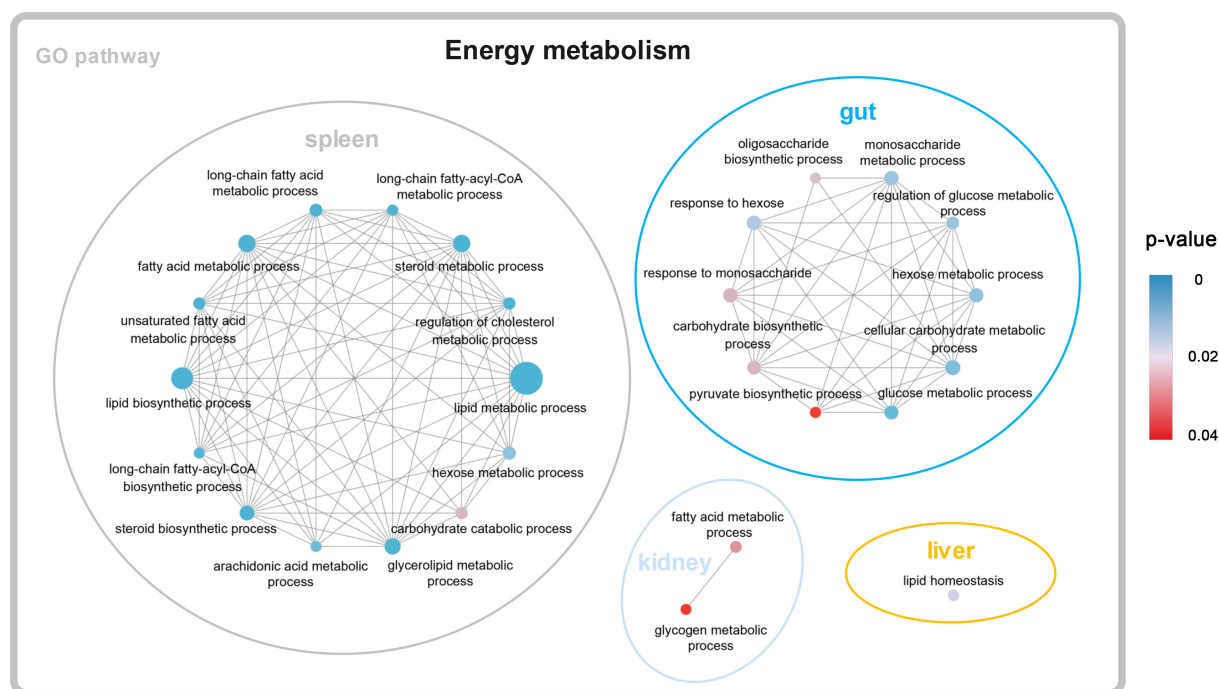 GO pathway
Energy metabolism
spleen
long-chain fatty acid
metabolic process
long-chain fatty-acyl-CoA
metabolic process
fatty acid metabolic process
steroid metabolic process
unsaturated fatty acid
metabolic process
regulation of cholesterol
metabolic process
lipid biosynthetic process
lipid metabolic process
long-chain fatty-acyl-CoA
biosynthetic process
hexose metabolic process
steroid biosynthetic process
carbohydrate catabolic process
arachidonic acid metabolic
process
glycerolipid metabolic
process
gut
oligosaccharide
biosynthetic process
monosaccharide
metabolic process
response to hexose
regulation of glucose metabolic
process
response to monosaccharide
hexose metabolic process
carbohydrate biosynthetic
process
cellular carbohydrate metabolic
process
pyruvate biosynthetic process
glucose metabolic process
kidney
fatty acid metabolic
process
glycogen metabolic
process
liver
lipid homeostasis
p-value
0
0.02
0.04